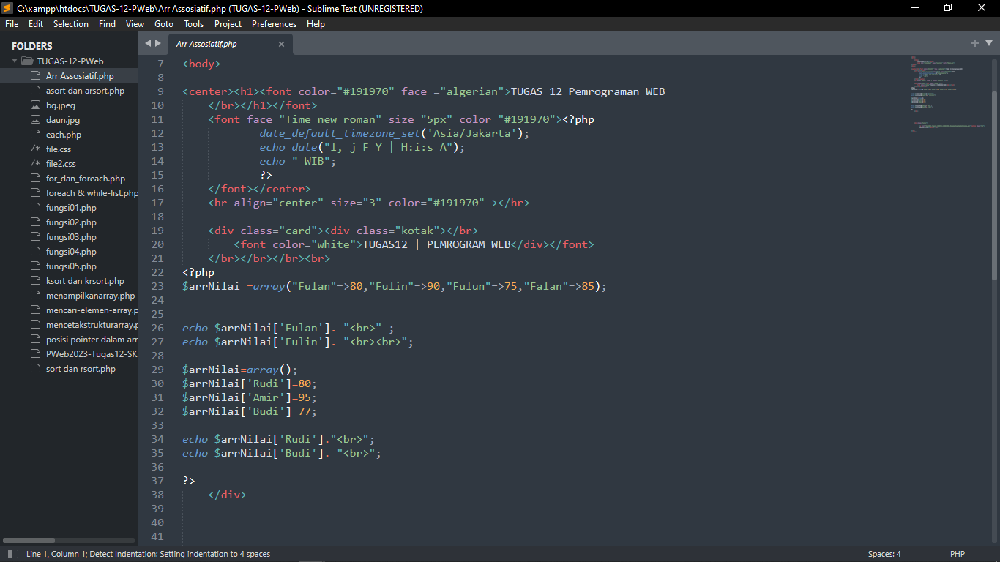 C:\xampp\htdocs\TUGAS-12-PWeb\Arr Assosiatif.php (TUGAS-12-PWeb) - Sublime Text (UNREGISTERED)
File Edit Selection Find View Goto Tools Project Preferences Help
FOLDERS
TUGAS-12-PWeb
Arr Assosiatif.php
asort dan arsort.php
bg.jpeg
daun.jpg
each.php
/* file.css
/* file2.css
for_dan_foreach.php
foreach & while-list.php
fungsi01.php
fungsi02.php
fungsi03.php
fungsi04.php
fungsi05.php
ksort dan krsort.php
menampilkanarray.php
mencari-elemen-array.p
mencetakstrukturarray.p
posisi pointer dalam arr
PWeb2023-Tugas12-SK
sort dan rsort.php
Arr Assosiatif.php ×
7 <body>
8
9 <center><h1><font color="#191970" face ="algerian">TUGAS 12 Pemrograman WEB
10     </br></h1></font>
11     <font face="Time new roman" size="5px" color="#191970"><?php
12             date_default_timezone_set('Asia/Jakarta');
13             echo date("l, j F Y | H:i:s A");
14             echo " WIB";
15             ?>
16     </font></center>
17     <hr align="center" size="3" color="#191970" ></hr>
18
19     <div class="card"><div class="kotak"></br>
20         <font color="white">TUGAS12 | PEMROGRAM WEB</div></font>
21     </br></br></br><br>
22 <?php
23 $arrNilai =array("Fulan"=>80,"Fulin"=>90,"Fulun"=>75,"Falan"=>85);
24
25
26 echo $arrNilai['Fulan']. "<br>" ;
27 echo $arrNilai['Fulin']. "<br><br>";
28
29 $arrNilai=array();
30 $arrNilai['Rudi']=80;
31 $arrNilai['Amir']=95;
32 $arrNilai['Budi']=77;
33
34 echo $arrNilai['Rudi']."<br>";
35 echo $arrNilai['Budi']. "<br>";
36
37 ?>
38     </div>
39
40
41
Line 1, Column 1; Detect Indentation: Setting indentation to 4 spaces
Spaces: 4 PHP